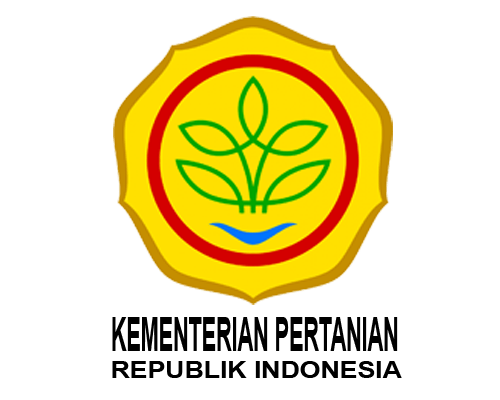 KEMENTERIAN PERTANIAN
REPUBLIK INDONESIA